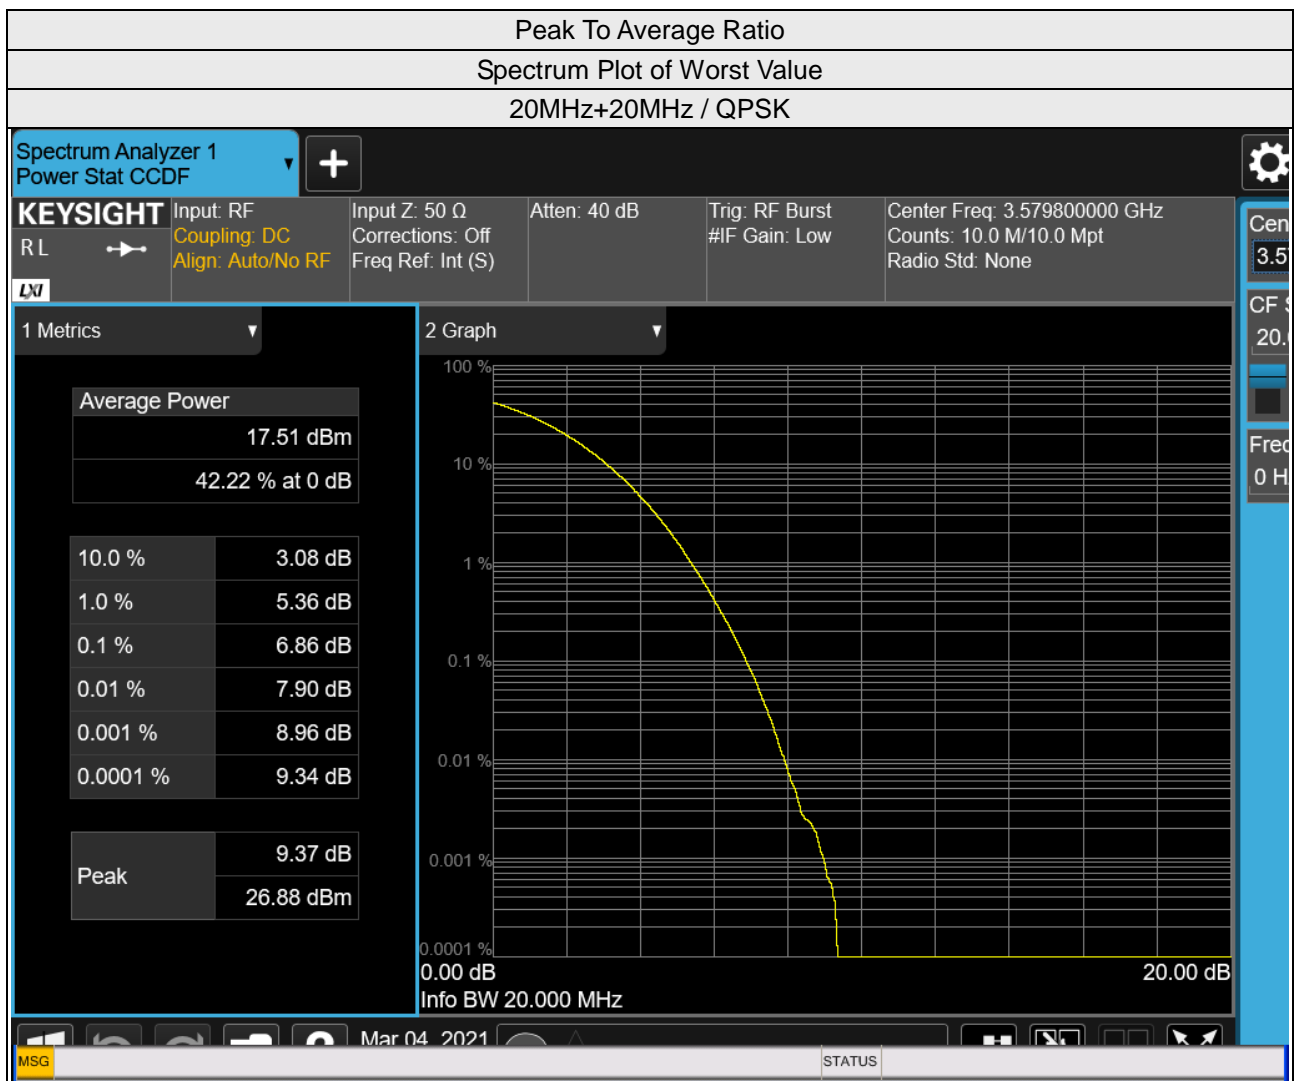 Peak To Average Ratio
Spectrum Plot of Worst Value
20MHz+20MHz / QPSK
Spectrum Analyzer 1
Power Stat CCDF
KEYSIGHT
R L
LXI
Input: RF
Coupling: DC
Align: Auto/No RF
Input Z: 50 Ω
Corrections: Off
Freq Ref: Int (S)
Atten: 40 dB
Trig: RF Burst
#IF Gain: Low
Center Freq: 3.579800000 GHz
Counts: 10.0 M/10.0 Mpt
Radio Std: None
Cen
3.5
CF
20.
Freq
0 H
1 Metrics
Average Power
17.51 dBm
42.22 % at 0 dB
10.0 % 3.08 dB
1.0 % 5.36 dB
0.1 % 6.86 dB
0.01 % 7.90 dB
0.001 % 8.96 dB
0.0001 % 9.34 dB
Peak
9.37 dB
26.88 dBm
2 Graph
100 %
10 %
1 %
0.1 %
0.01 %
0.001 %
0.0001 %
0.00 dB
20.00 dB
Info BW 20.000 MHz
Mar 04, 2021
MSG
STATUS